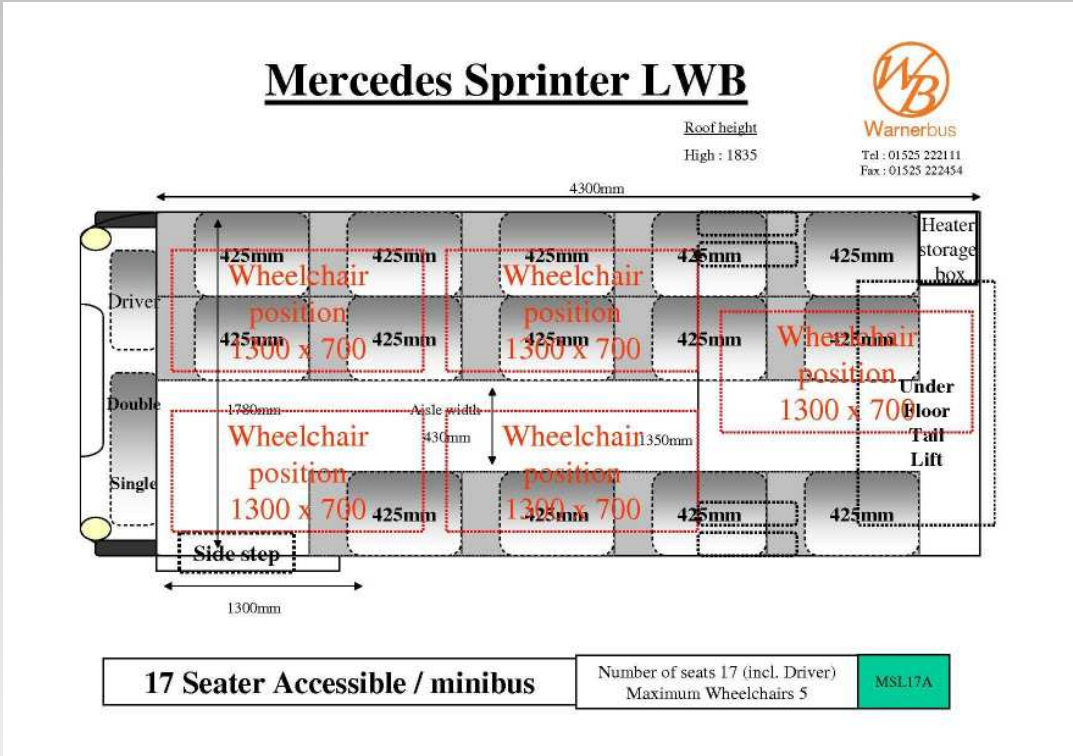 Mercedes Sprinter LWB
WB
Warnerbus
Roof height
High : 1835
Tel : 01525 222111
Fax : 01525 222454
4300mm
425mm
425mm
425mm
425mm
425mm
Heater
storage
box
Wheelchair
position
1300 x 700
Wheelchair
position
1300 x 700
Driver
425mm
425mm
425mm
425mm
425mm
Wheelchair
position
1300 x 700
Under
Floor
Tail
Lift
Double
1780mm
Aisle width
430mm
1350mm
Wheelchair
position
1300 x 700
Wheelchair
position
1300 x 700
Single
425mm
425mm
425mm
425mm
Side step
1300mm
17 Seater Accessible / minibus
Number of seats 17 (incl. Driver)
Maximum Wheelchairs 5
MSL17A